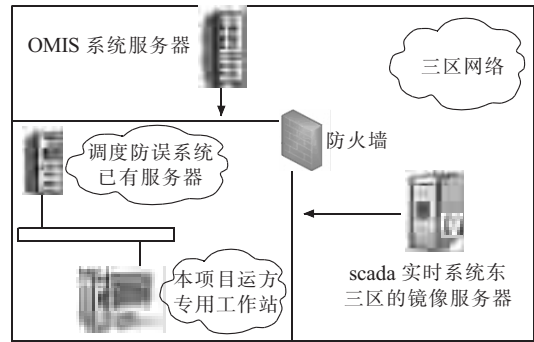 OMIS 系统服务器
三区网络
防火墙
调度防误系统
已有服务器
本项目运方
专用工作站
scada 实时系统东
三区的镜像服务器